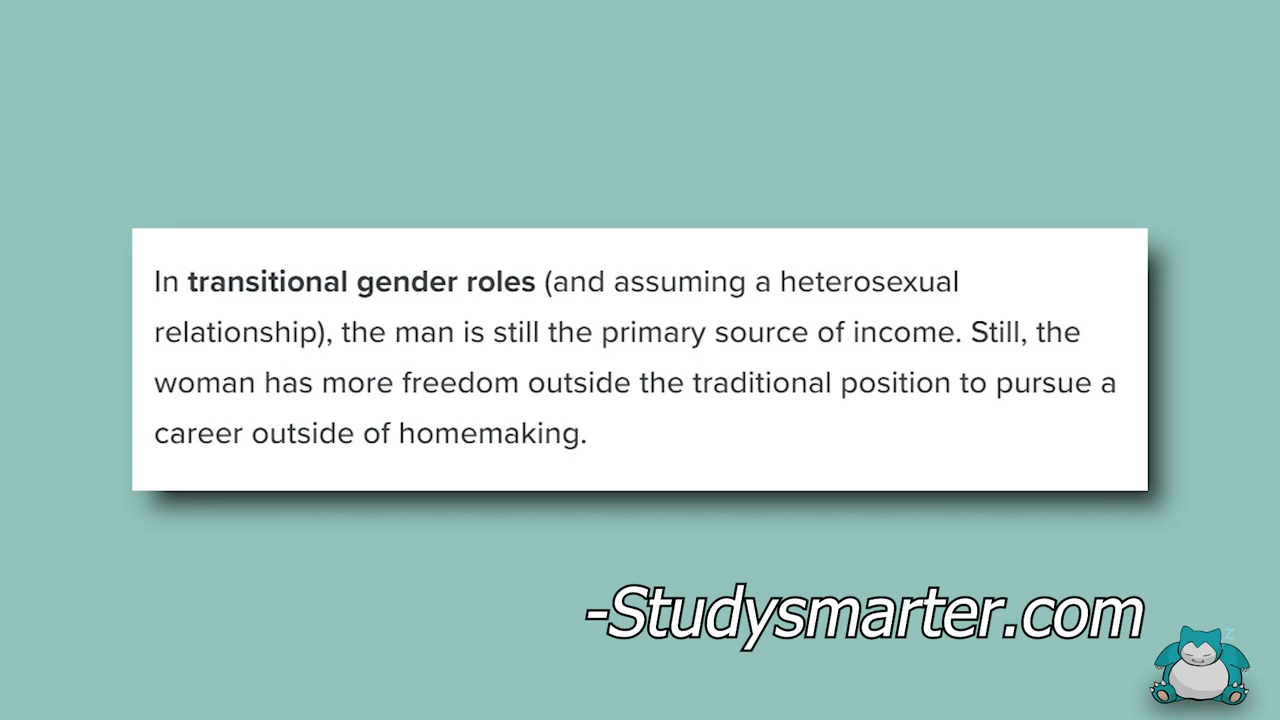 In transitional gender roles (and assuming a heterosexual
relationship), the man is still the primary source of income. Still, the
woman has more freedom outside the traditional position to pursue a
career outside of homemaking.
-Studysmarter.com
z